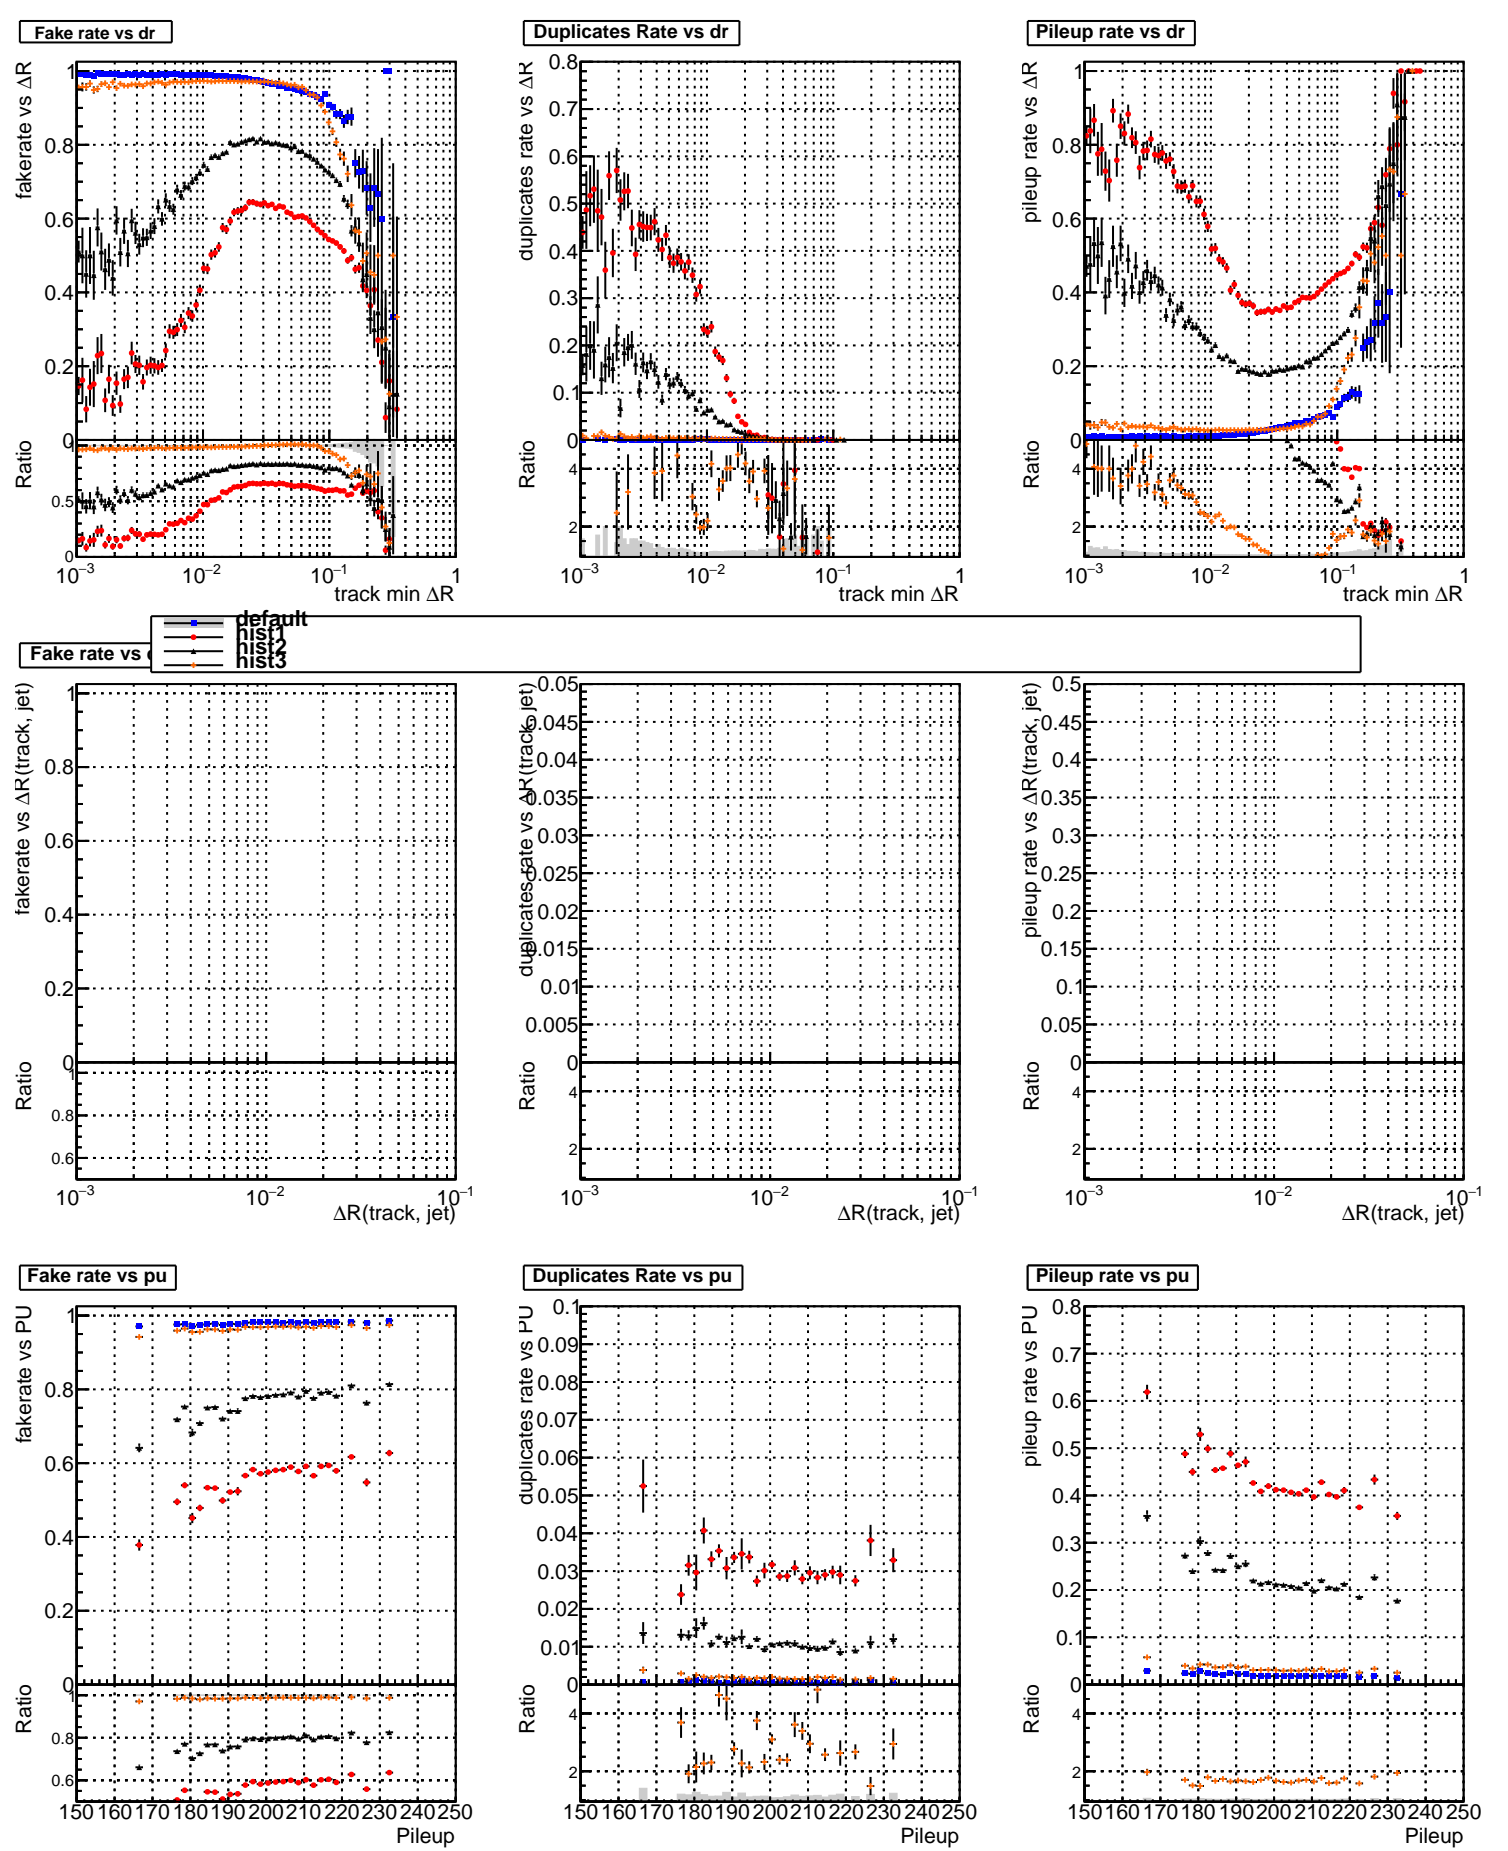 Fake rate vs dr
Duplicates Rate vs dr
Pileup rate vs dr
fakerate vs ΔR
1
0.8
0.6
0.4
0.2
0
Ratio
0.5
0
10⁻³
10⁻²
10⁻¹
1
track min ΔR
duplicates rate vs ΔR
0.8
0.7
0.6
0.5
0.4
0.3
0.2
0.1
0
Ratio
4
2
10⁻³
10⁻²
10⁻¹
1
track min ΔR
pileup rate vs ΔR
1
0.8
0.6
0.4
0.2
0
Ratio
4
2
10⁻³
10⁻²
10⁻¹
1
track min ΔR
default
hist1
hist2
hist3
Fake rate vs
fakerate vs ΔR(track, jet)
1
0.8
0.6
0.4
0.2
0
Ratio
1
0.8
0.6
10⁻³
10⁻²
10⁻¹
ΔR(track, jet)
duplicates rate vs ΔR(track, jet)
0.05
0.045
0.04
0.035
0.03
0.025
0.02
0.015
0.01
0.005
0
Ratio
4
2
10⁻³
10⁻²
10⁻¹
ΔR(track, jet)
pileup rate vs ΔR(track, jet)
0.5
0.45
0.4
0.35
0.3
0.25
0.2
0.15
0.1
0.05
0
Ratio
4
2
10⁻³
10⁻²
10⁻¹
ΔR(track, jet)
Fake rate vs pu
Duplicates Rate vs pu
Pileup rate vs pu
fakerate vs PU
1
0.8
0.6
0.4
0.2
0
Ratio
1
0.8
0.6
150 160 170 180 190 200 210 220 230 240 250
Pileup
duplicates rate vs PU
0.1
0.09
0.08
0.07
0.06
0.05
0.04
0.03
0.02
0.01
0
Ratio
4
2
150 160 170 180 190 200 210 220 230 240 250
Pileup
pileup rate vs PU
0.8
0.7
0.6
0.5
0.4
0.3
0.2
0.1
0
Ratio
4
2
150 160 170 180 190 200 210 220 230 240 250
Pileup